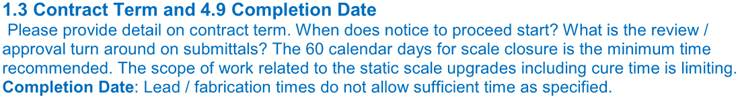 1.3 Contract Term and 4.9 Completion Date
Please provide detail on contract term. When does notice to proceed start? What is the review /
approval turn around on submittals? The 60 calendar days for scale closure is the minimum time
recommended. The scope of work related to the static scale upgrades including cure time is limiting.
Completion Date: Lead / fabrication times do not allow sufficient time as specified.